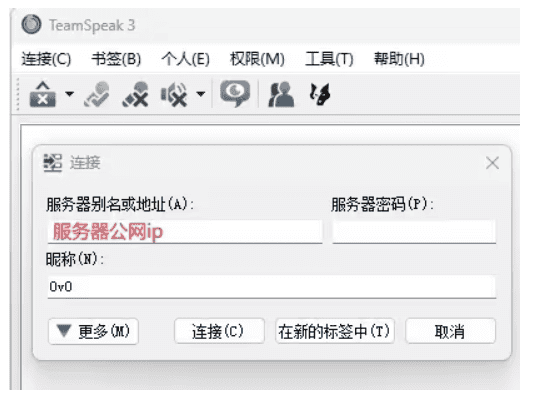 TeamSpeak 3
连接(C) 书签(B) 个人(E) 权限(M) 工具(T) 帮助(H)
连接
服务器别名或地址(A): 服务器密码(P):
服务器公网ip
昵称(N):
0v0
更多(M) 连接(C) 在新的标签中(T) 取消